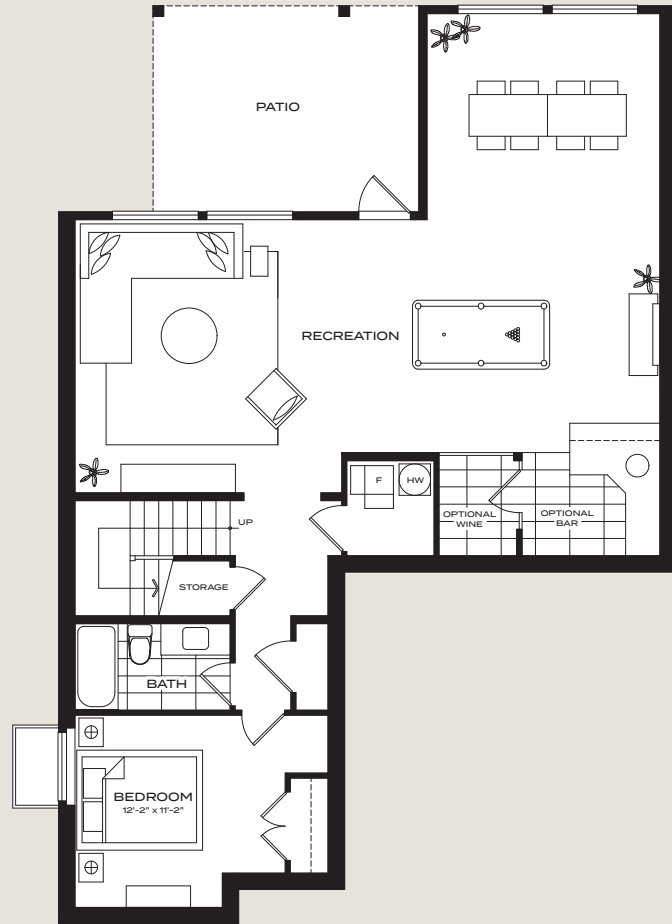 PATIO
RECREATION
F
HW
OPTIONAL
WINE
OPTIONAL
BAR
UP
STORAGE
BATH
BEDROOM
12'-2" x 11'-2"